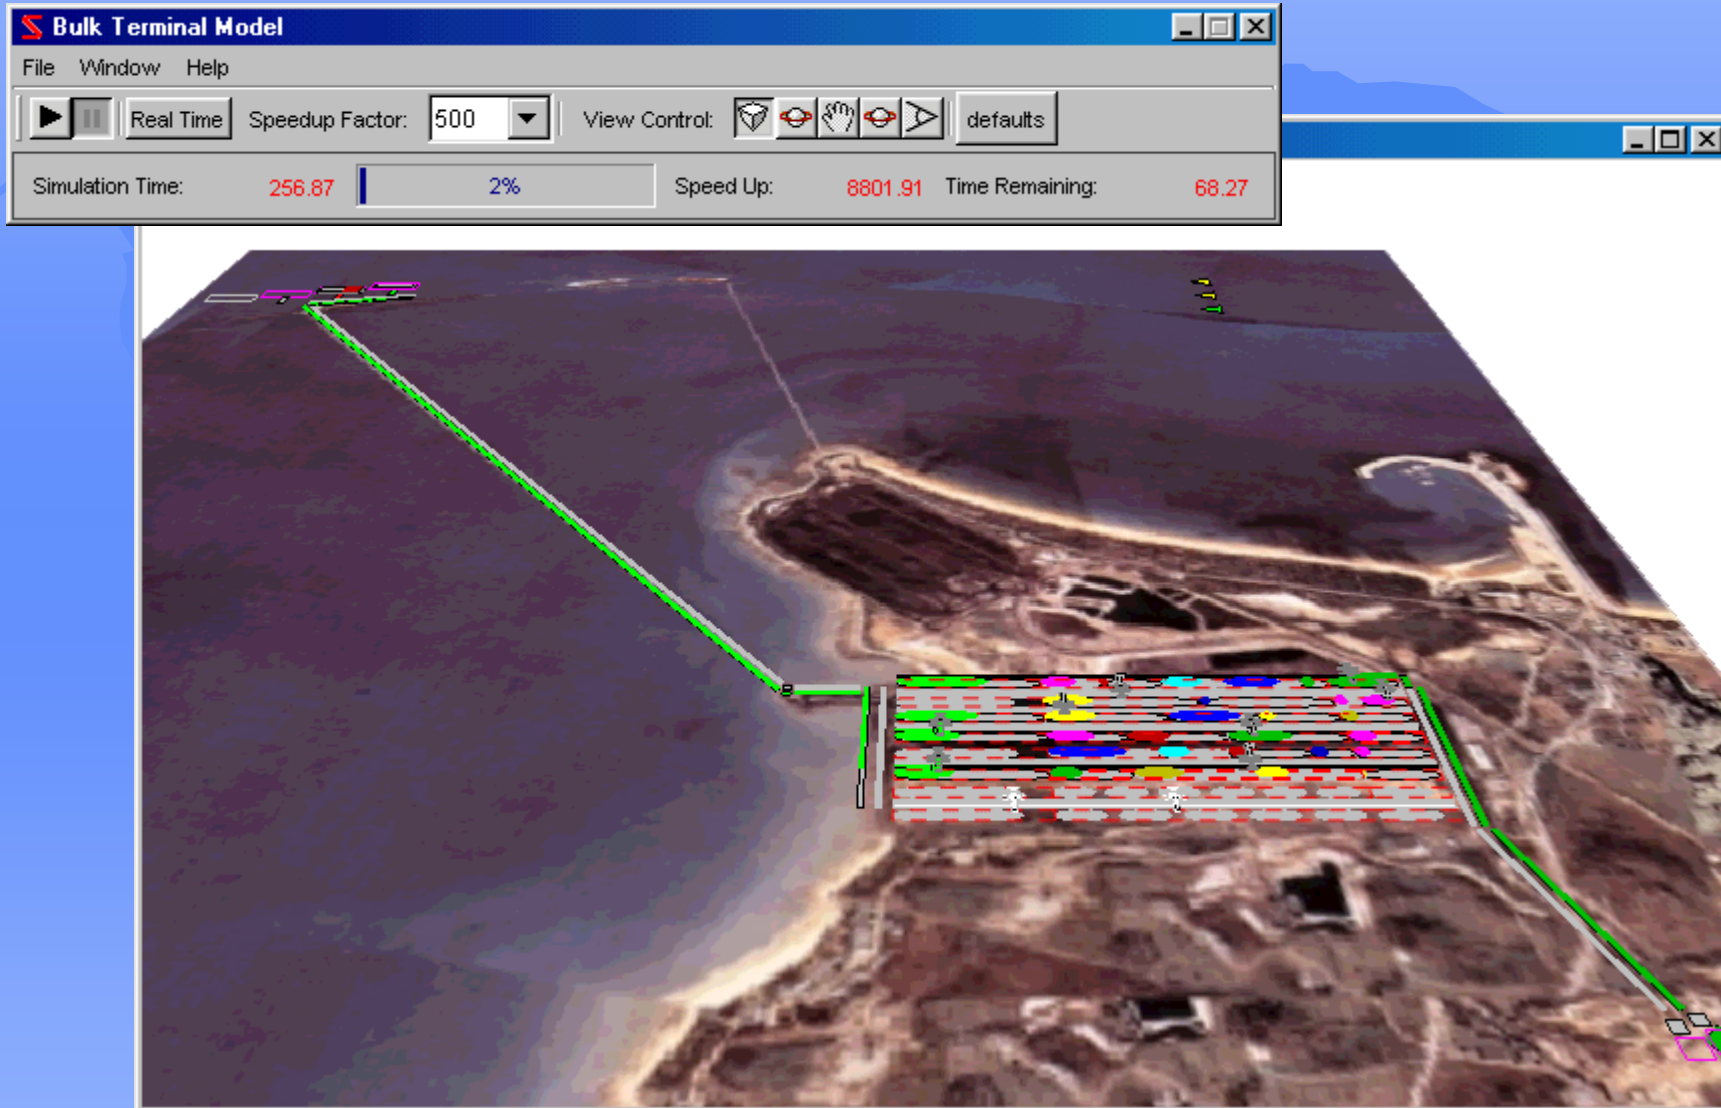 Bulk Terminal Model
File Window Help
Real Time Speedup Factor: 500 View Control: defaults
Simulation Time: 256.87 2% Speed Up: 8801.91 Time Remaining: 68.27